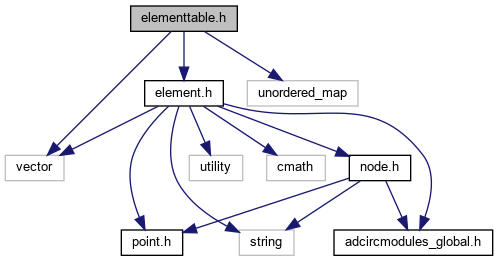 elementtable.h
element.h
unordered_map
vector
utility
cmath
node.h
point.h
string
adcircmodules_global.h